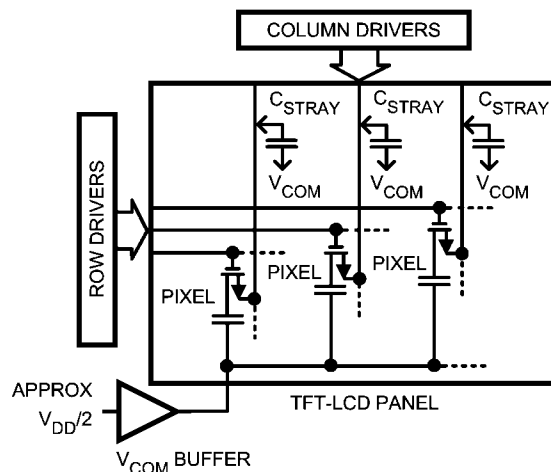 COLUMN DRIVERS
ROW DRIVERS
CSTRAY CSTRAY CSTRAY
VCOM VCOM VCOM
PIXEL PIXEL PIXEL
APPROX
VDD/2
TFT-LCD PANEL
VCOM BUFFER